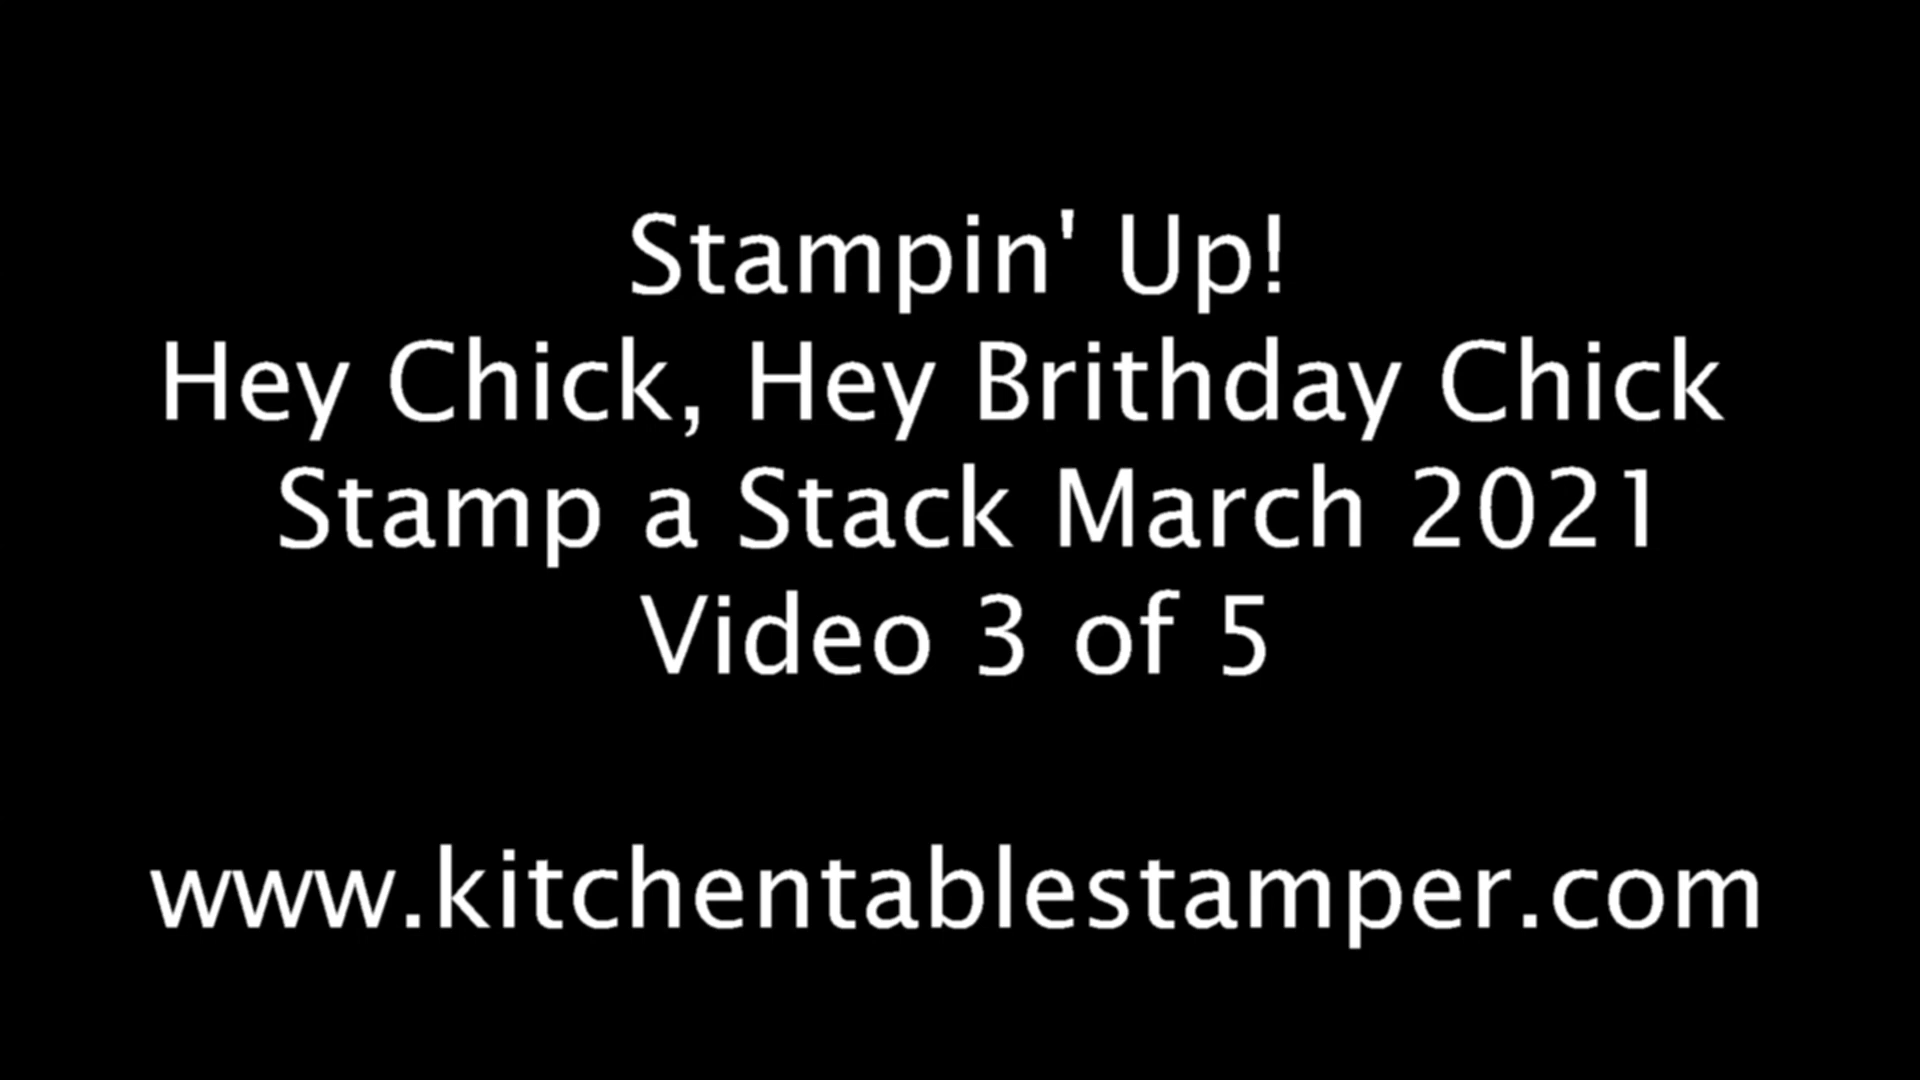 Stampin' Up!
Hey Chick, Hey Brithday Chick
Stamp a Stack March 2021
Video 3 of 5
www.kitchentablestamper.com